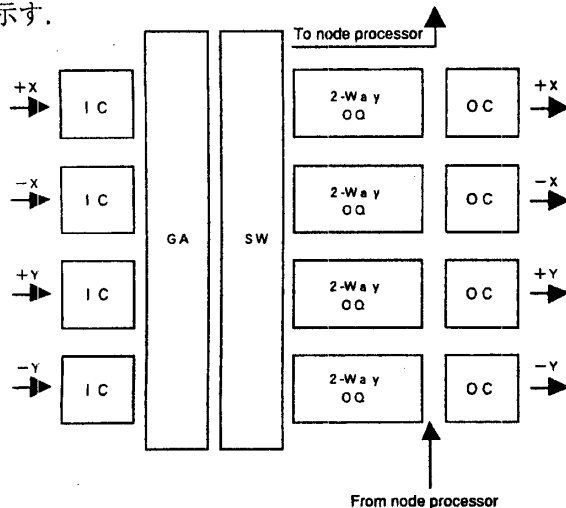 示す.
To node processor
+X
IC
2-Way
OQ
OC
+X
−X
IC
2-Way
OQ
OC
−X
GA
SW
+Y
IC
2-Way
OQ
OC
+Y
−Y
IC
2-Way
OQ
OC
−Y
From node processor